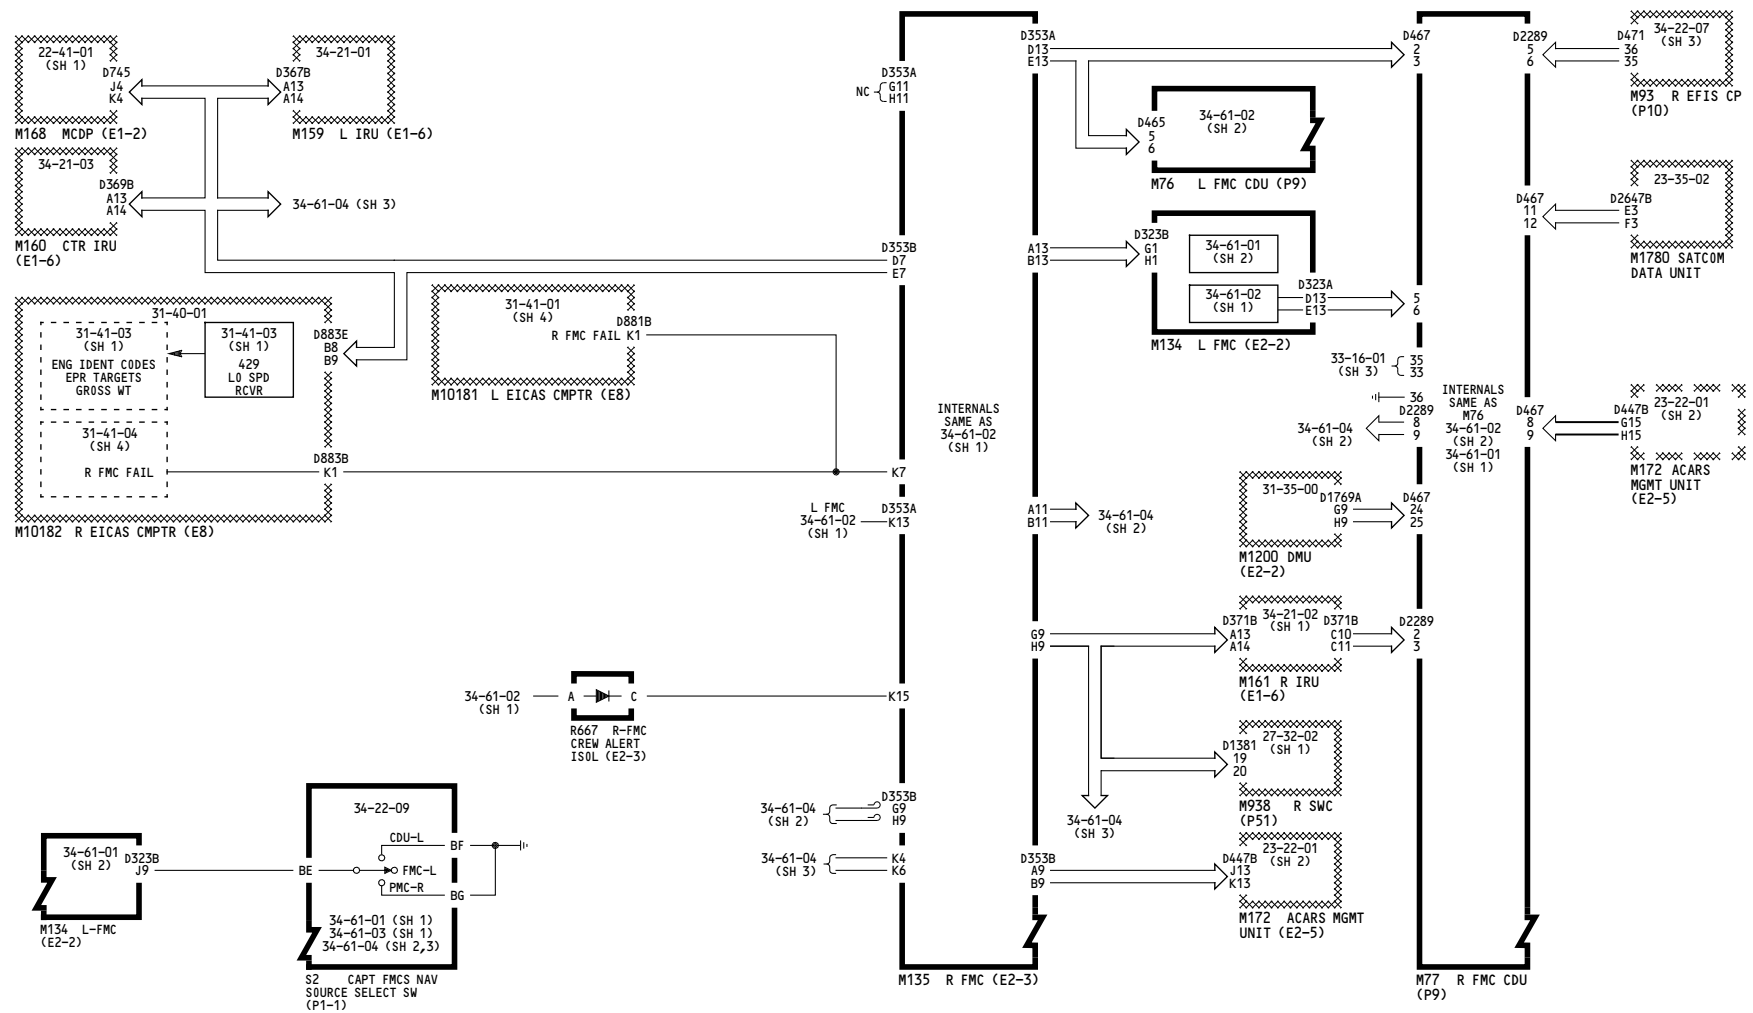 22-41-01
(SH 1)
D745
J4
K4
M168 MCDP (E1-2)
34-21-01
D367B
A13
A14
M159 L IRU (E1-6)
34-21-03
D369B
A13
A14
M160 CTR IRU
(E1-6)
34-61-04 (SH 3)
31-40-01
31-41-03
(SH 1)
ENG IDENT CODES
EPR TARGETS
GROSS WT
31-41-03
(SH 1)
429
LO SPD
RCVR
D883E
B8
B9
31-41-04
(SH 4)
R FMC FAIL
D883B
K1
M10182 R EICAS CMPTR (E8)
31-41-01
(SH 4)
D881B
R FMC FAIL K1
M10181 L EICAS CMPTR (E8)
L FMC
34-61-02
(SH 1)
34-61-02
(SH 1)
A
C
R667 R-FMC
CREW ALERT
ISOL (E2-3)
34-61-01
(SH 2)
D323B
J9
M134 L-FMC
(E2-2)
34-22-09
CDU-L
BF
BE
FMC-L
PMC-R
BG
34-61-01 (SH 1)
34-61-03 (SH 1)
34-61-04 (SH 2,3)
S2 CAPT FMCS NAV
SOURCE SELECT SW
(P1-1)
34-61-04
(SH 2)
34-61-04
(SH 3)
D353A
NC
G11
H11
D353B
D7
E7
K7
D353A
K13
K15
D353B
G9
H9
K4
K6
INTERNALS
SAME AS
34-61-02
(SH 1)
M135 R FMC (E2-3)
D353A
D13
E13
A13
B13
A11
B11
34-61-04
(SH 2)
G9
H9
34-61-04
(SH 3)
D353B
A9
B9
D465
5
6
34-61-02
(SH 2)
M76 L FMC CDU (P9)
D323B
G1
H1
34-61-01
(SH 2)
34-61-02
(SH 1)
D323A
D13
E13
M134 L FMC (E2-2)
33-16-01
(SH 3)
34-61-04
(SH 2)
31-35-00
D1769A
G9
H9
M1200 DMU
(E2-2)
D371B
A13
A14
34-21-02
(SH 1)
D371B
C10
C11
M161 R IRU
(E1-6)
D1381
19
20
27-32-02
(SH 1)
M938 R SWC
(P51)
D447B
J13
K13
23-22-01
(SH 2)
M172 ACARS MGMT
UNIT (E2-5)
D467
2
3
5
6
35
33
36
D2289
8
9
D467
24
25
D2289
2
3
INTERNALS
SAME AS
M76
34-61-02
(SH 2)
34-61-01
(SH 1)
M77 R FMC CDU
(P9)
D2289
5
6
D467
11
12
D467
8
9
D471
36
35
34-22-07
(SH 3)
M93 R EFIS CP
(P10)
23-35-02
D2647B
E3
F3
M1780 SATCOM
DATA UNIT
23-22-01
(SH 2)
D447B
G15
H15
M172 ACARS
MGMT UNIT
(E2-5)